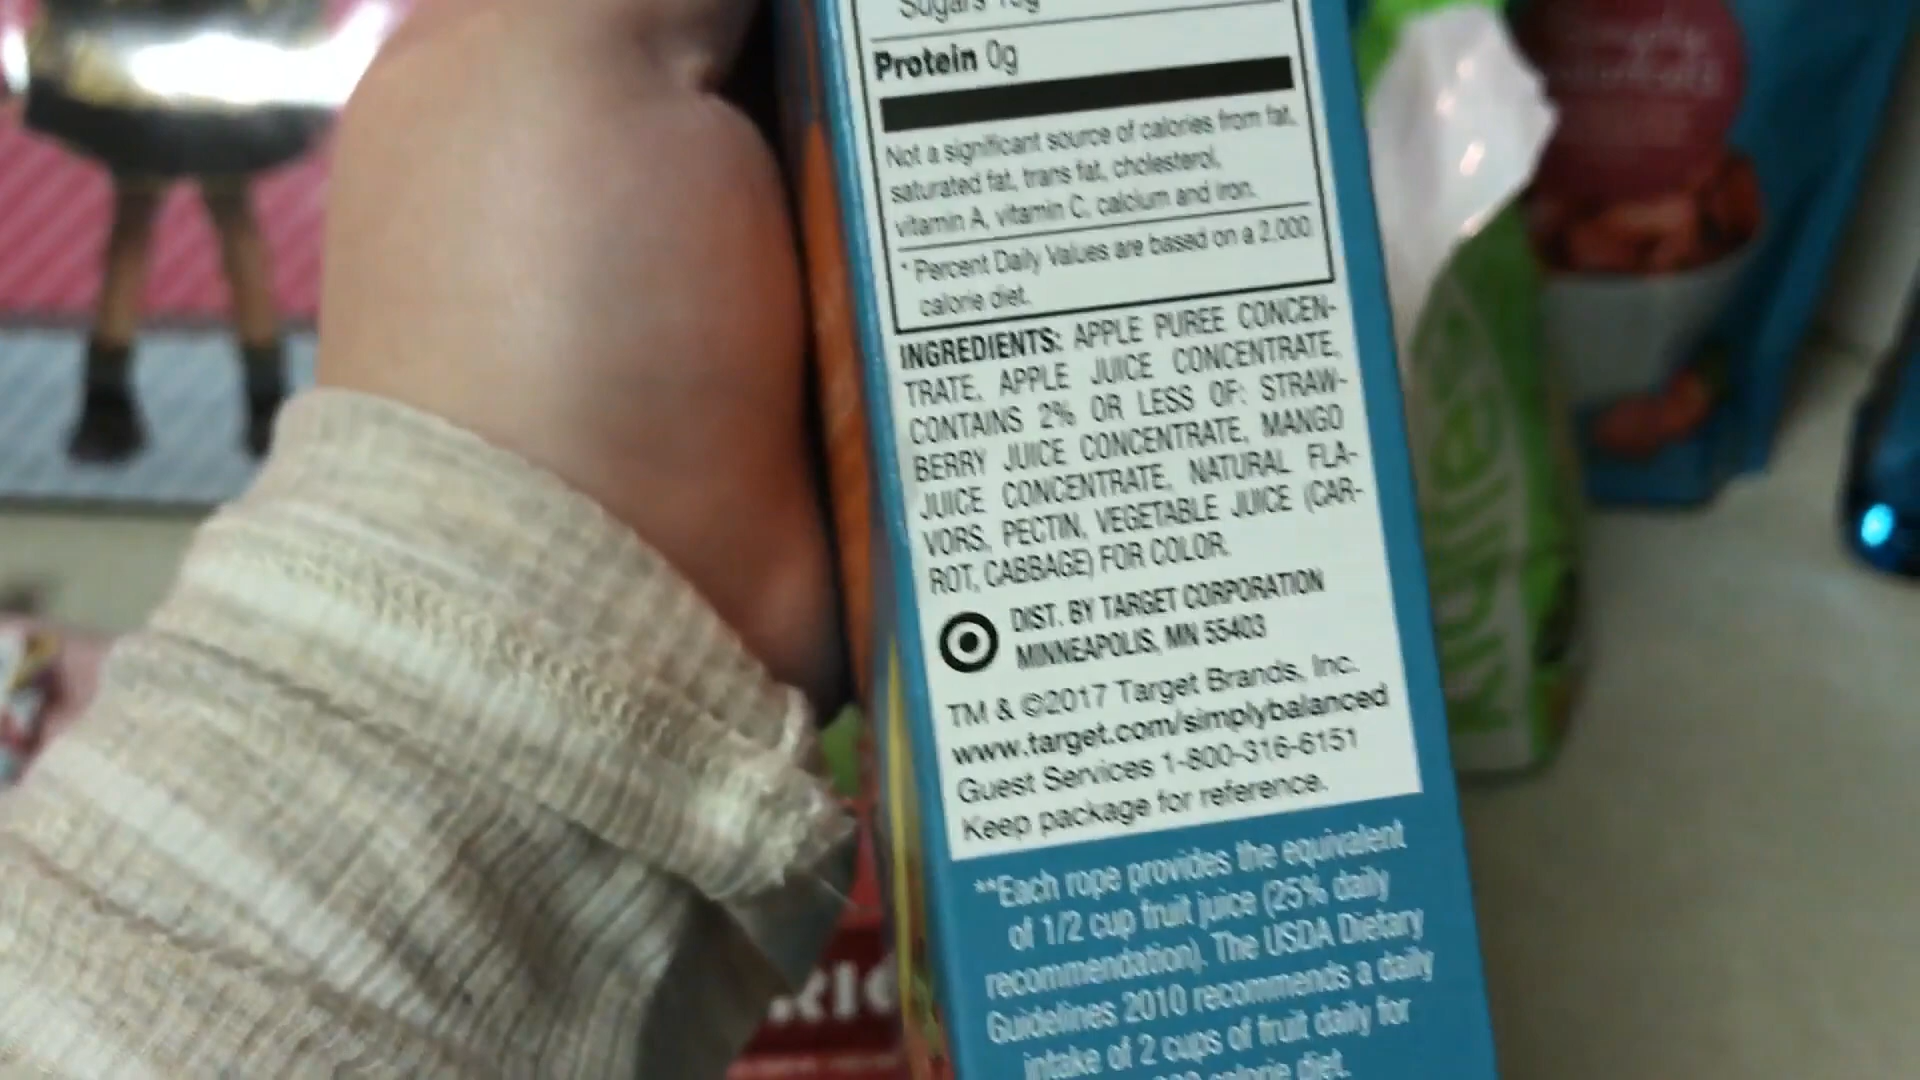 Sugars
Protein 0g
Not a significant source of calories from fat,
saturated fat, trans fat, cholesterol,
vitamin A, vitamin C, calcium and iron.
* Percent Daily Values are based on a 2,000
calorie diet.
INGREDIENTS: APPLE PUREE CONCEN-
TRATE, APPLE JUICE CONCENTRATE,
CONTAINS 2% OR LESS OF: STRAW-
BERRY JUICE CONCENTRATE, MANGO
JUICE CONCENTRATE, NATURAL FLA-
VORS, PECTIN, VEGETABLE JUICE (CAR-
ROT, CABBAGE) FOR COLOR.
DIST. BY TARGET CORPORATION
MINNEAPOLIS, MN 55403
TM & ©2017 Target Brands, Inc.
www.target.com/simplybalanced
Guest Services 1-800-316-6151
Keep package for reference.
**Each rope provides the equivalent
of 1/2 cup fruit juice (25% daily
recommendation). The USDA Dietary
Guidelines 2010 recommends a daily
intake of 2 cups of fruit daily for
calorie diet.